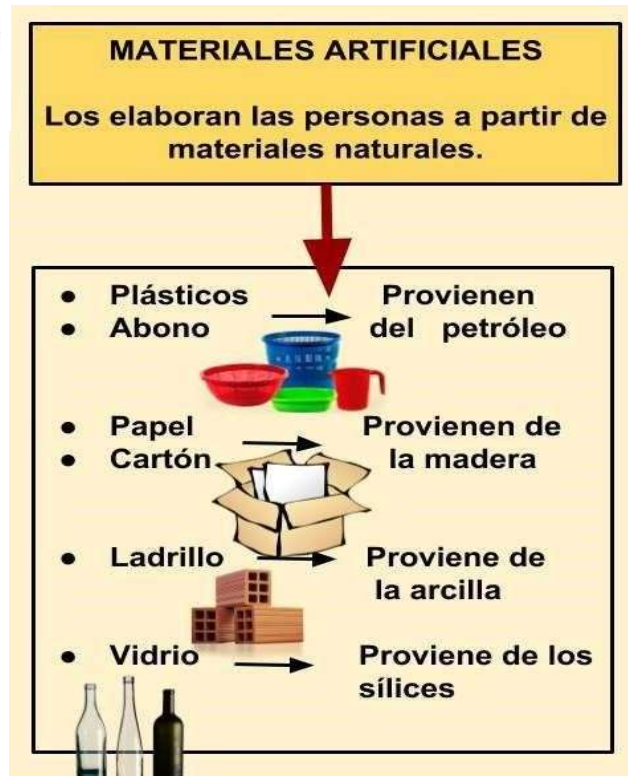 MATERIALES ARTIFICIALES
Los elaboran las personas a partir de
materiales naturales.
● Plásticos Provienen
● Abono del petróleo
● Papel Provienen de
● Cartón la madera
● Ladrillo Proviene de
la arcilla
● Vidrio Proviene de los
sílices